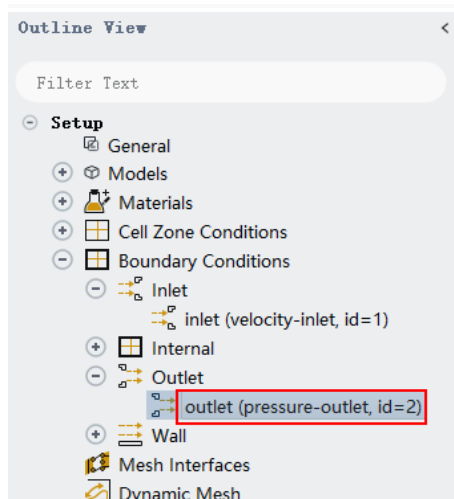 Outline View
Filter Text
Setup
General
Models
Materials
Cell Zone Conditions
Boundary Conditions
Inlet
inlet (velocity-inlet, id=1)
Internal
Outlet
outlet (pressure-outlet, id=2)
Wall
Mesh Interfaces
Dynamic Mesh